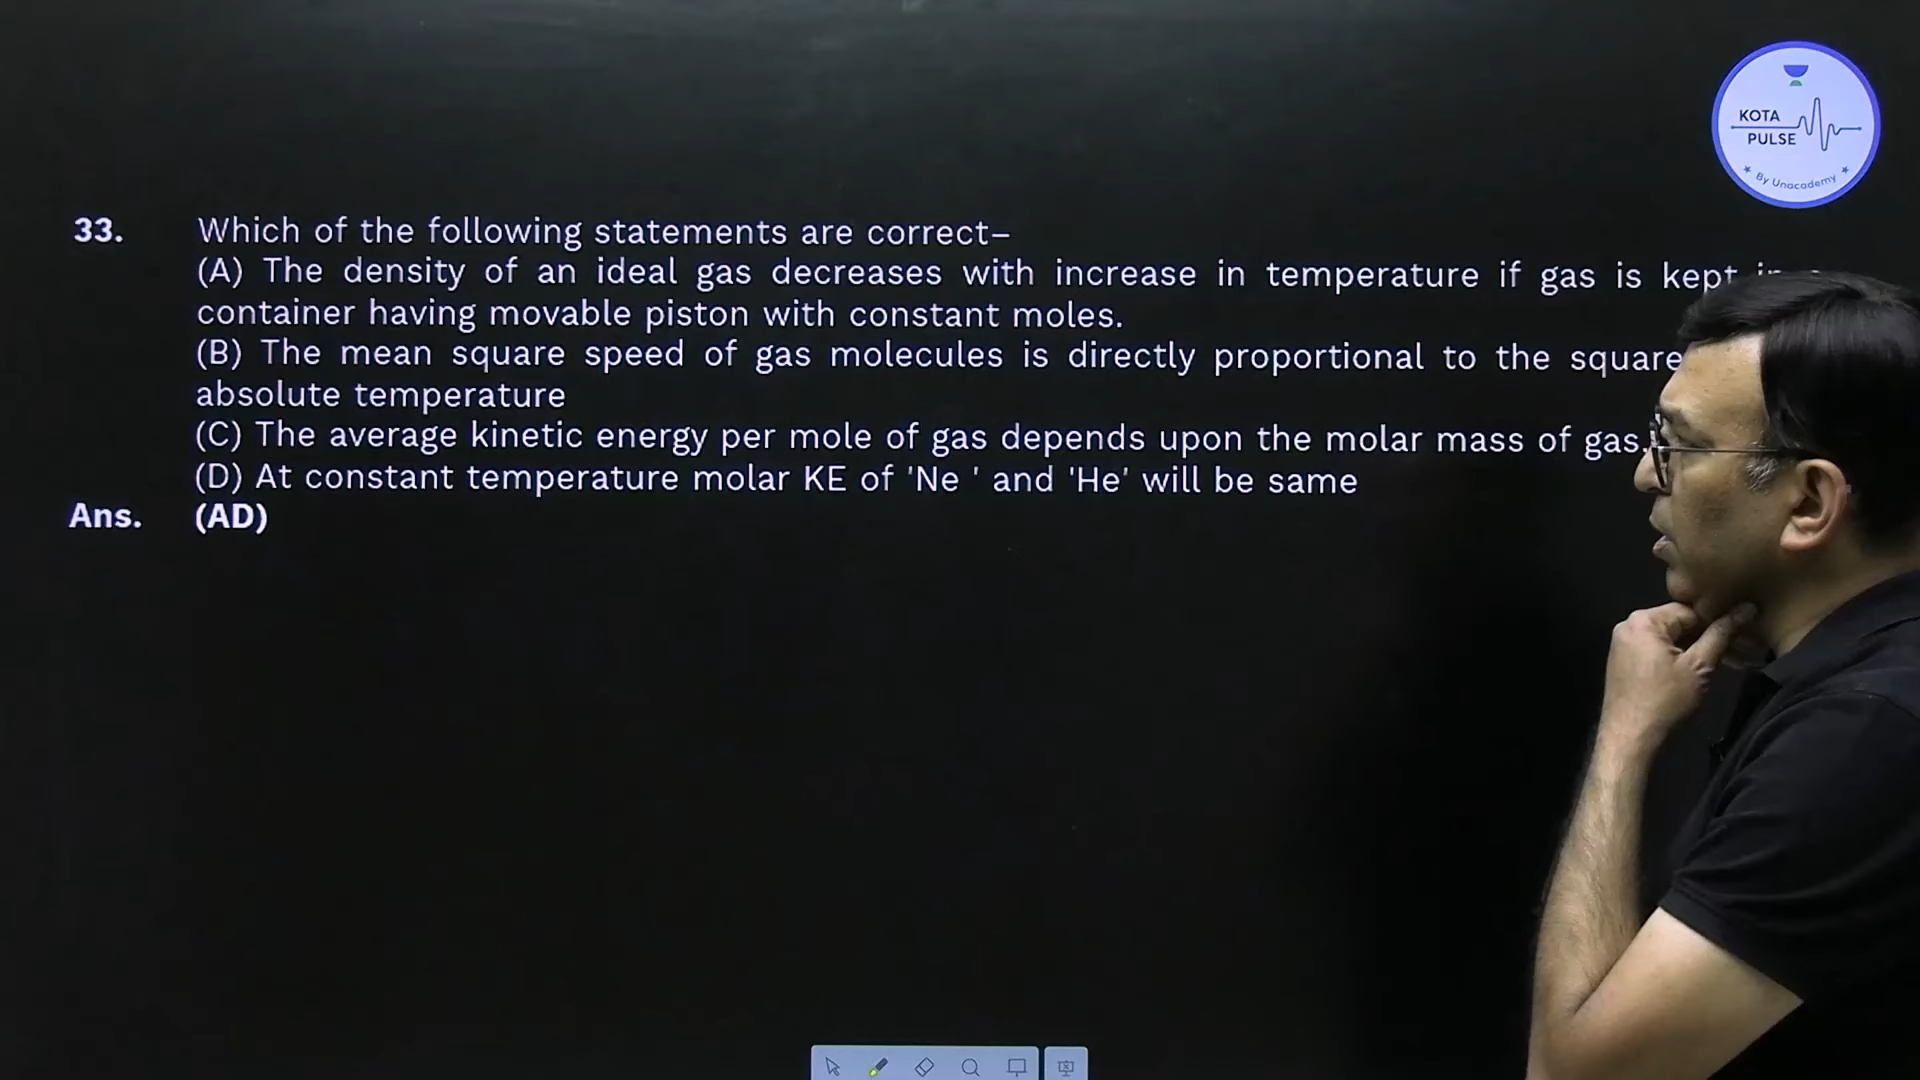 KOTA
PULSE
★ By Unacademy ★
33. Which of the following statements are correct–
(A) The density of an ideal gas decreases with increase in temperature if gas is kept
container having movable piston with constant moles.
(B) The mean square speed of gas molecules is directly proportional to the square
absolute temperature
(C) The average kinetic energy per mole of gas depends upon the molar mass of gas.
(D) At constant temperature molar KE of 'Ne ' and 'He' will be same
Ans. (AD)